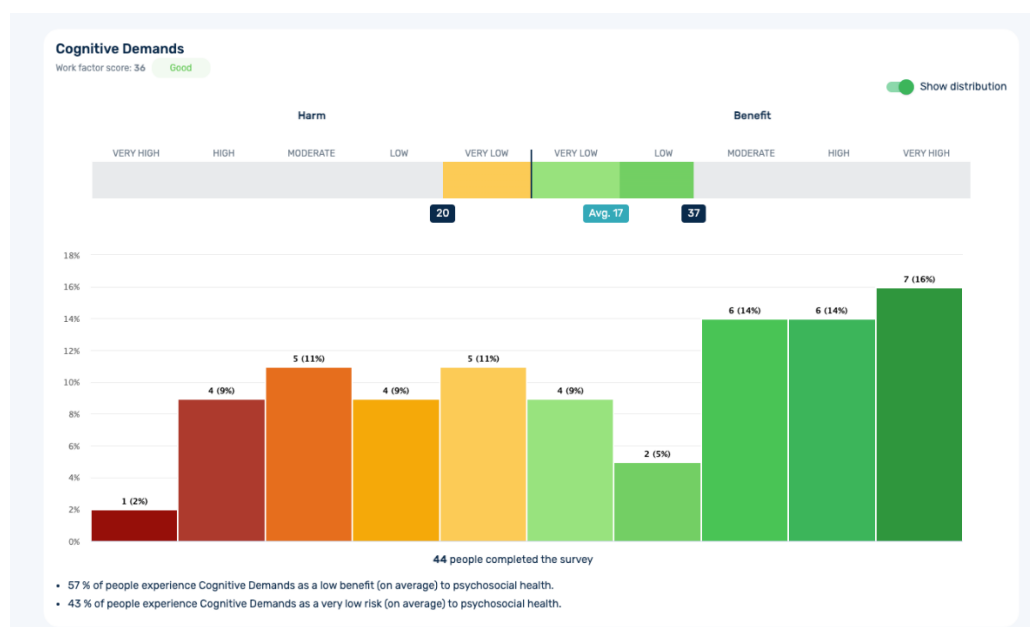 Cognitive Demands
Work factor score: 36 Good
Show distribution
Harm Benefit
VERY HIGH HIGH MODERATE LOW VERY LOW VERY LOW LOW MODERATE HIGH VERY HIGH
20 Avg. 17 37
18%
16%
14%
12%
10%
8%
6%
4%
2%
0%
1 (2%) 4 (9%) 5 (11%) 4 (9%) 5 (11%) 4 (9%) 2 (5%) 6 (14%) 6 (14%) 7 (16%)
44 people completed the survey
• 57 % of people experience Cognitive Demands as a low benefit (on average) to psychosocial health.
• 43 % of people experience Cognitive Demands as a very low risk (on average) to psychosocial health.